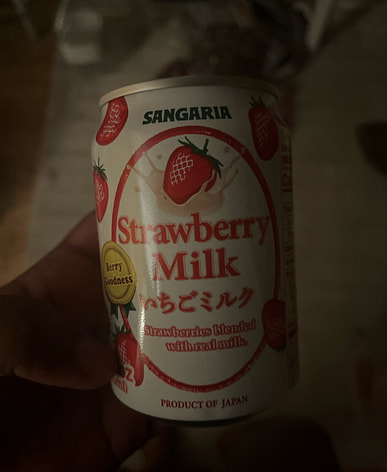 SANGARIA
Strawberry
Milk
Berry
Goodness
いちごミルク
Strawberries blended
with real milk.
PRODUCT OF JAPAN